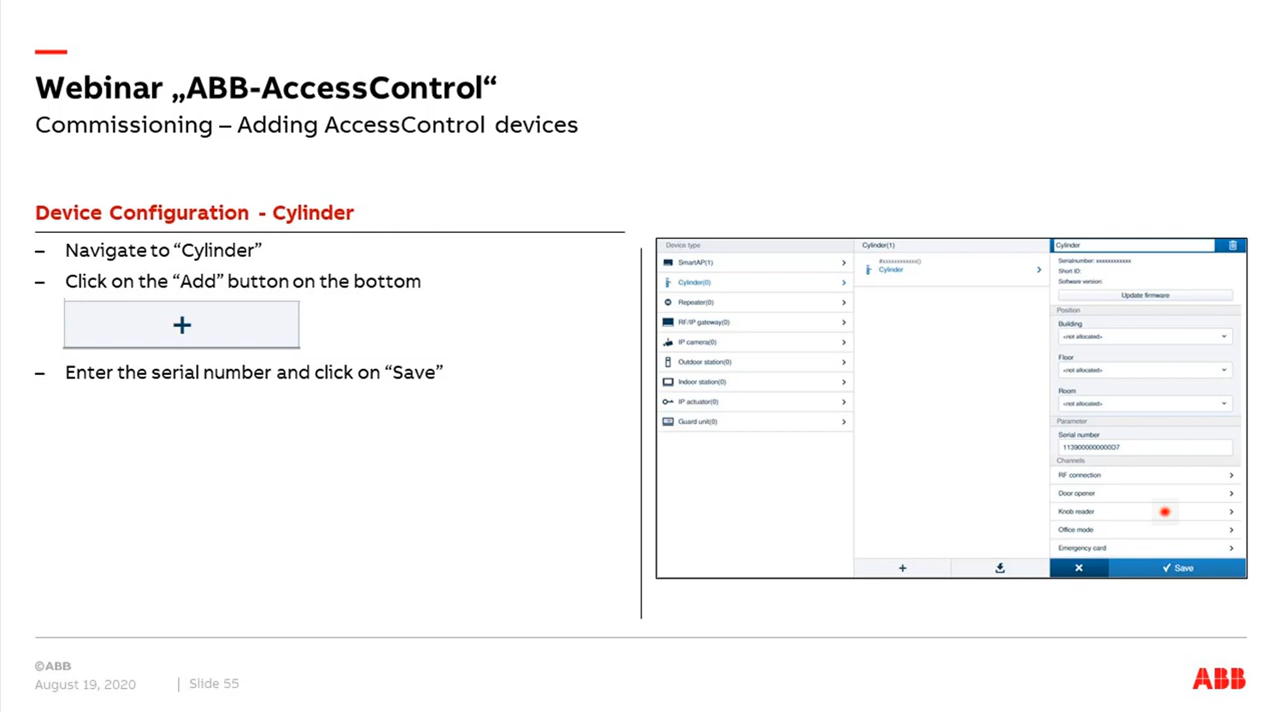 Webinar „ABB-AccessControl“
Commissioning – Adding AccessControl devices
Device Configuration - Cylinder
– Navigate to “Cylinder”
– Click on the “Add” button on the bottom
+
– Enter the serial number and click on “Save”
Device type
SmartAP(1)
Cylinder(0)
Repeater(0)
RF/IP gateway(0)
IP camera(0)
Outdoor station(0)
Indoor station(0)
IP actuator(0)
Guard unit(0)
Cylinder(1)
Cylinder
+
Cylinder
Serialnumber: xxxxxxxxxxxx
Short ID:
Software version:
Update firmware
Position
Building
<not allocated>
Floor
<not allocated>
Room
<not allocated>
Parameter
Serial number
Channels
RF connection
Door opener
Knob reader
Office mode
Emergency card
Save
©ABB
August 19, 2020 | Slide 55
ABB